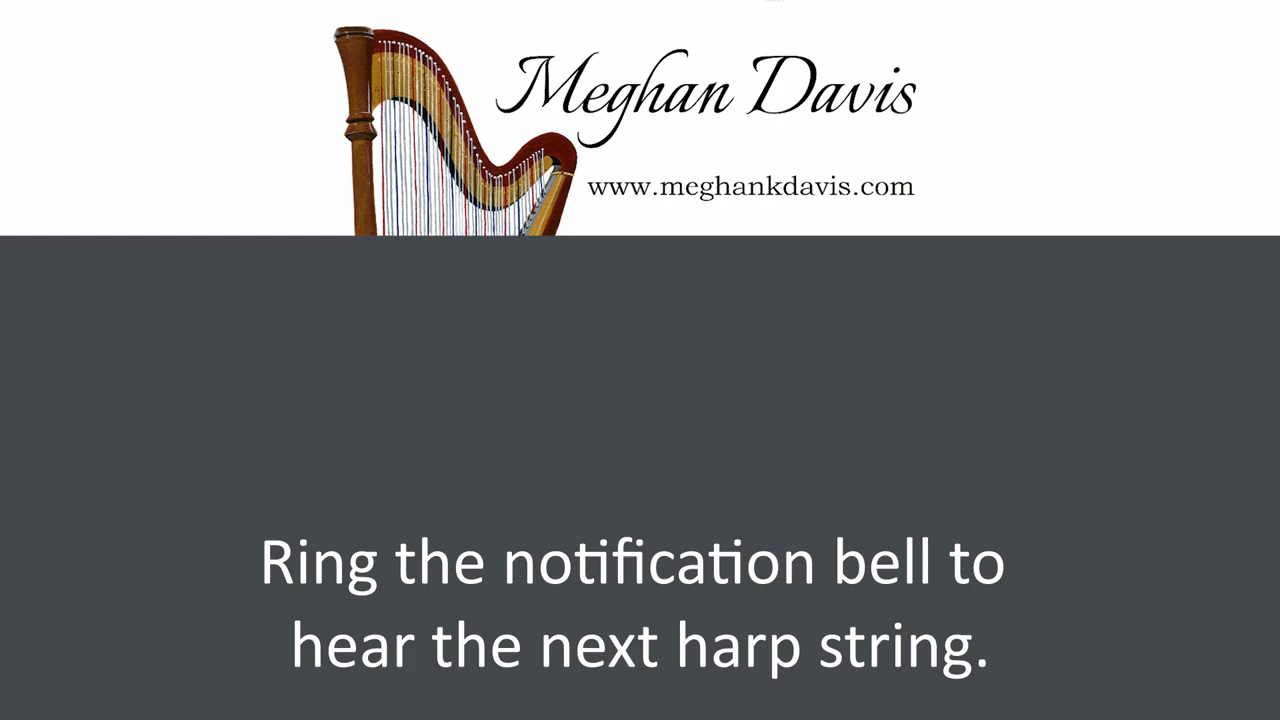 Meghan Davis
www.meghankdavis.com
Ring the notification bell to
hear the next harp string.